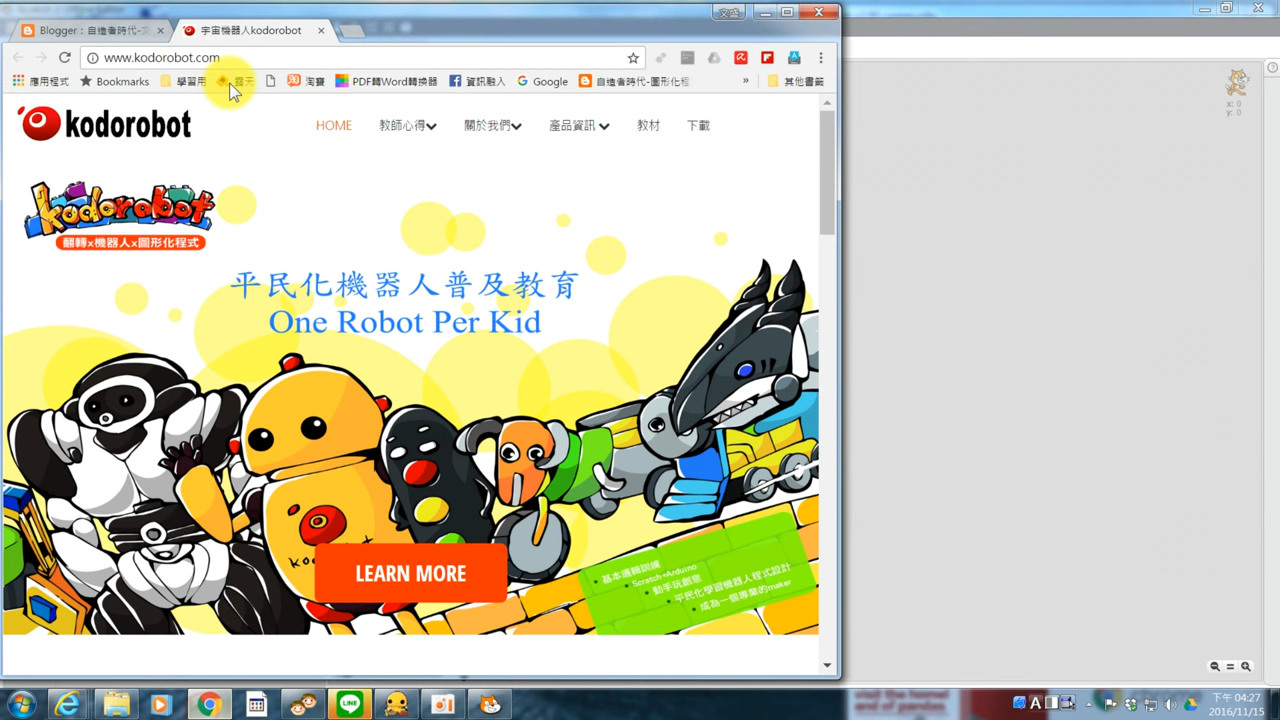 文盛
Blogger：自造者時代-文
宇宙機器人kodorobot
www.kodorobot.com
應用程式
Bookmarks
學習用
露天
淘寶
PDF轉Word轉換器
資訊融入
Google
自造者時代-圖形化程
»
其他書籤
kodorobot
HOME
教師心得
關於我們
產品資訊
教材
下載
kodorobot
翻轉x機器人x圖形化程式
平民化機器人普及教育
One Robot Per Kid
LEARN MORE
• 基本邏輯訓練
Scratch+Arduino
• 動手玩創意
• 平民化學習機器人程式設計
• 成為一個專業的maker
x: 0
y: 0
LINE
A
下午 04:27
2016/11/15